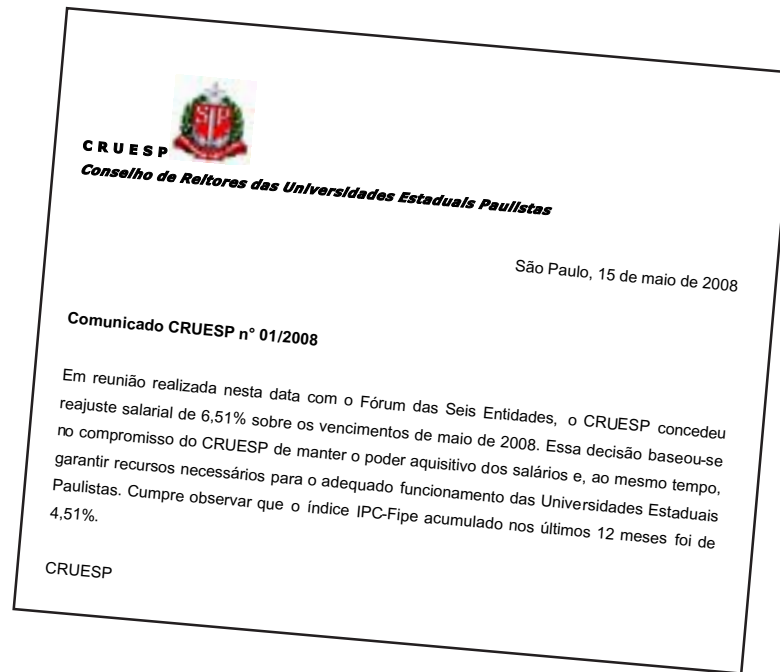 SP
CRUESP
Conselho de Reitores das Universidades Estaduais Paulistas
São Paulo, 15 de maio de 2008
Comunicado CRUESP n° 01/2008
Em reunião realizada nesta data com o Fórum das Seis Entidades, o CRUESP concedeu
reajuste salarial de 6,51% sobre os vencimentos de maio de 2008. Essa decisão baseou-se
no compromisso do CRUESP de manter o poder aquisitivo dos salários e, ao mesmo tempo,
garantir recursos necessários para o adequado funcionamento das Universidades Estaduais
Paulistas. Cumpre observar que o índice IPC-Fipe acumulado nos últimos 12 meses foi de
4,51%.
CRUESP